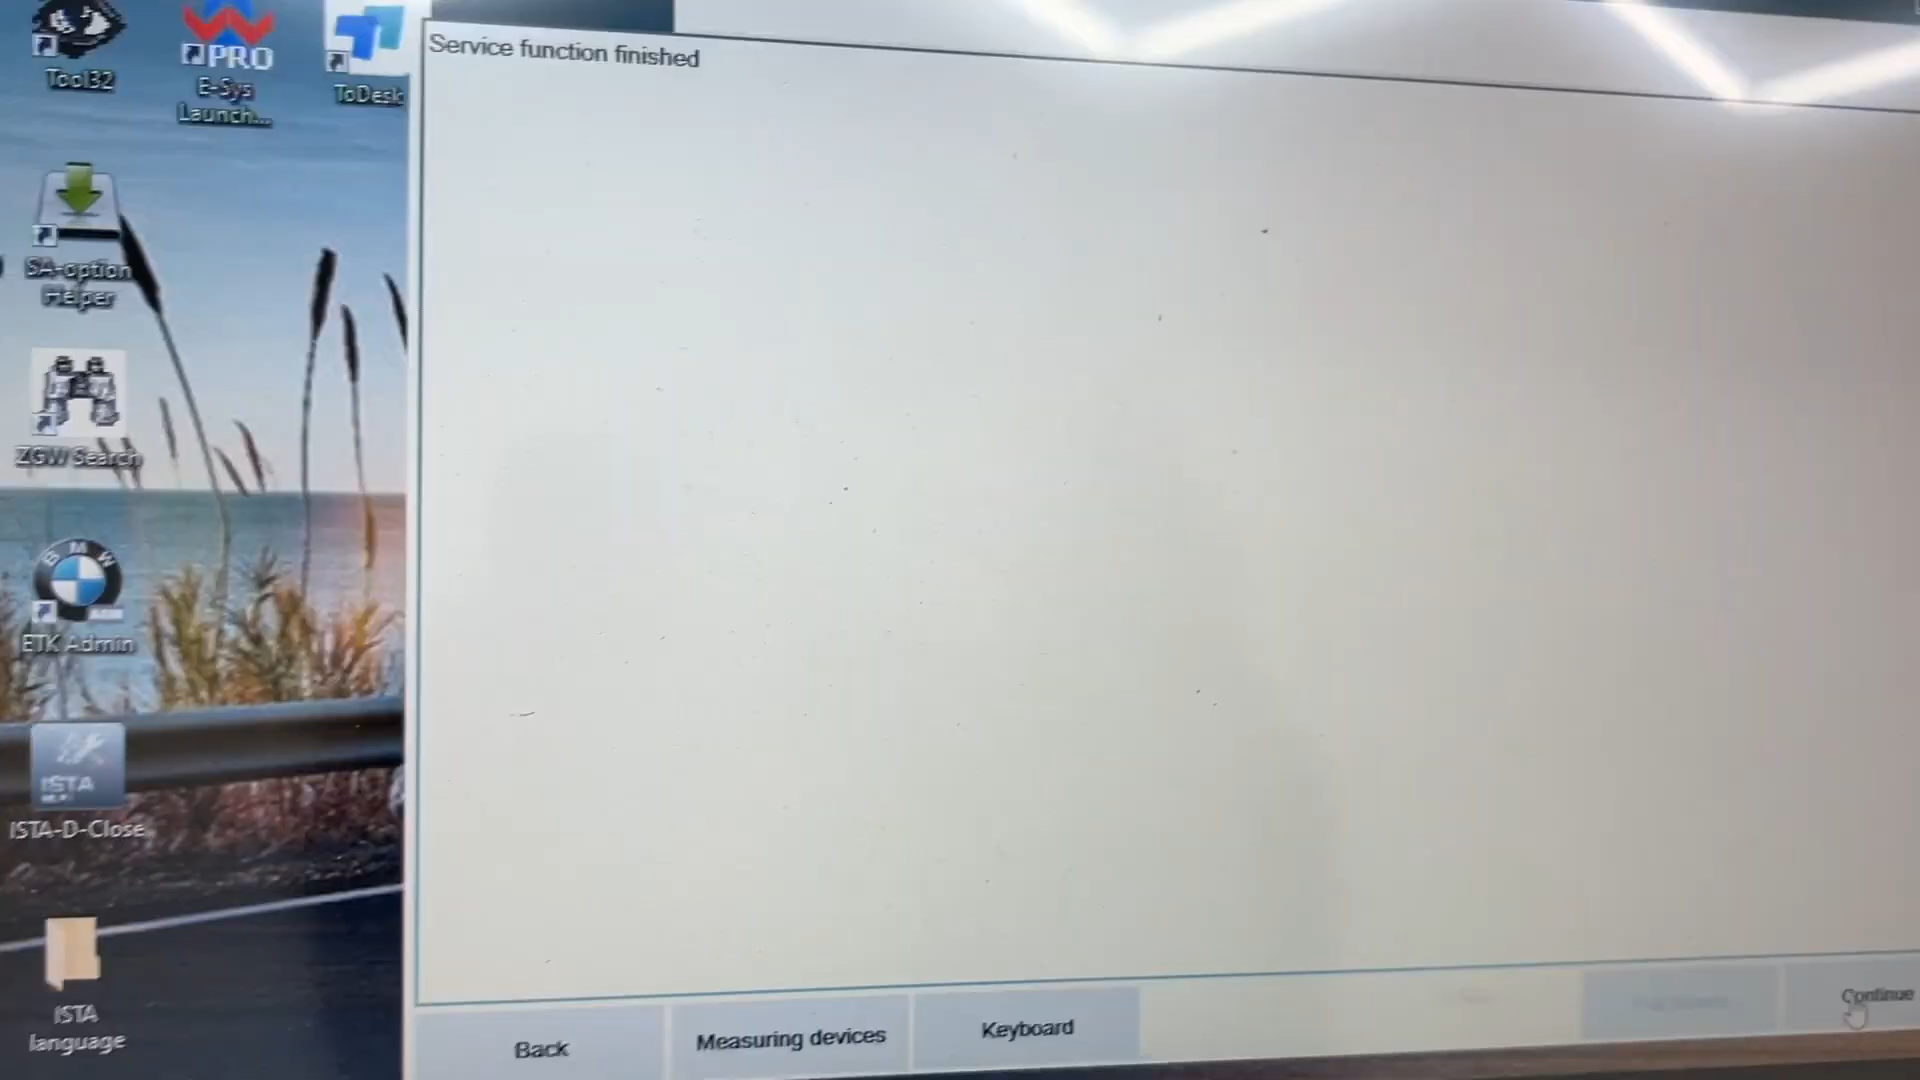 Service function finished
Tool32
PRO
E-Sys
Launch...
ToDesk
SA-option
Helper
ZGW Search
BMW
ETK Admin
ISTA
ISTA-D-Close
ISTA
language
Back
Measuring devices
Keyboard
Continue